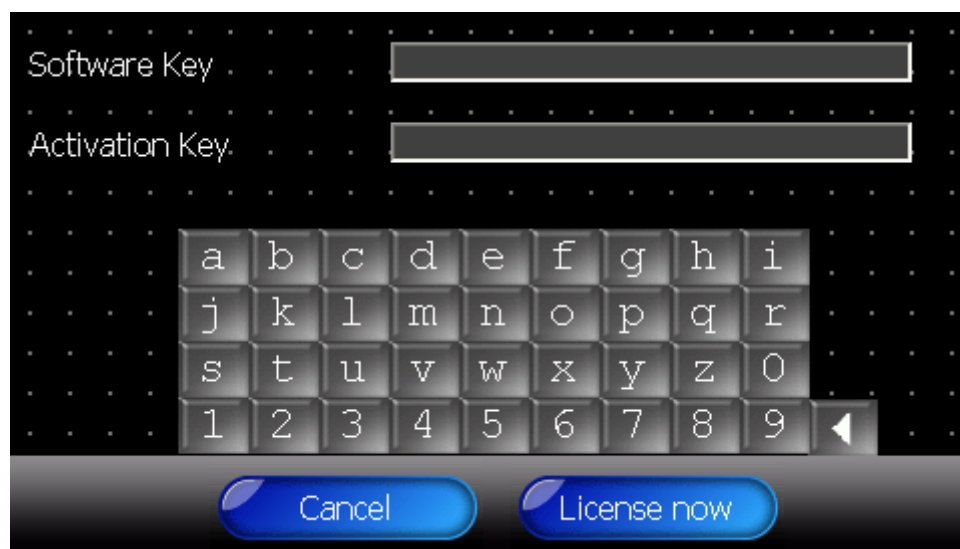 Software Key
Activation Key
a b c d e f g h i
j k l m n o p q r
s t u v w x y z 0
1 2 3 4 5 6 7 8 9
Cancel License now